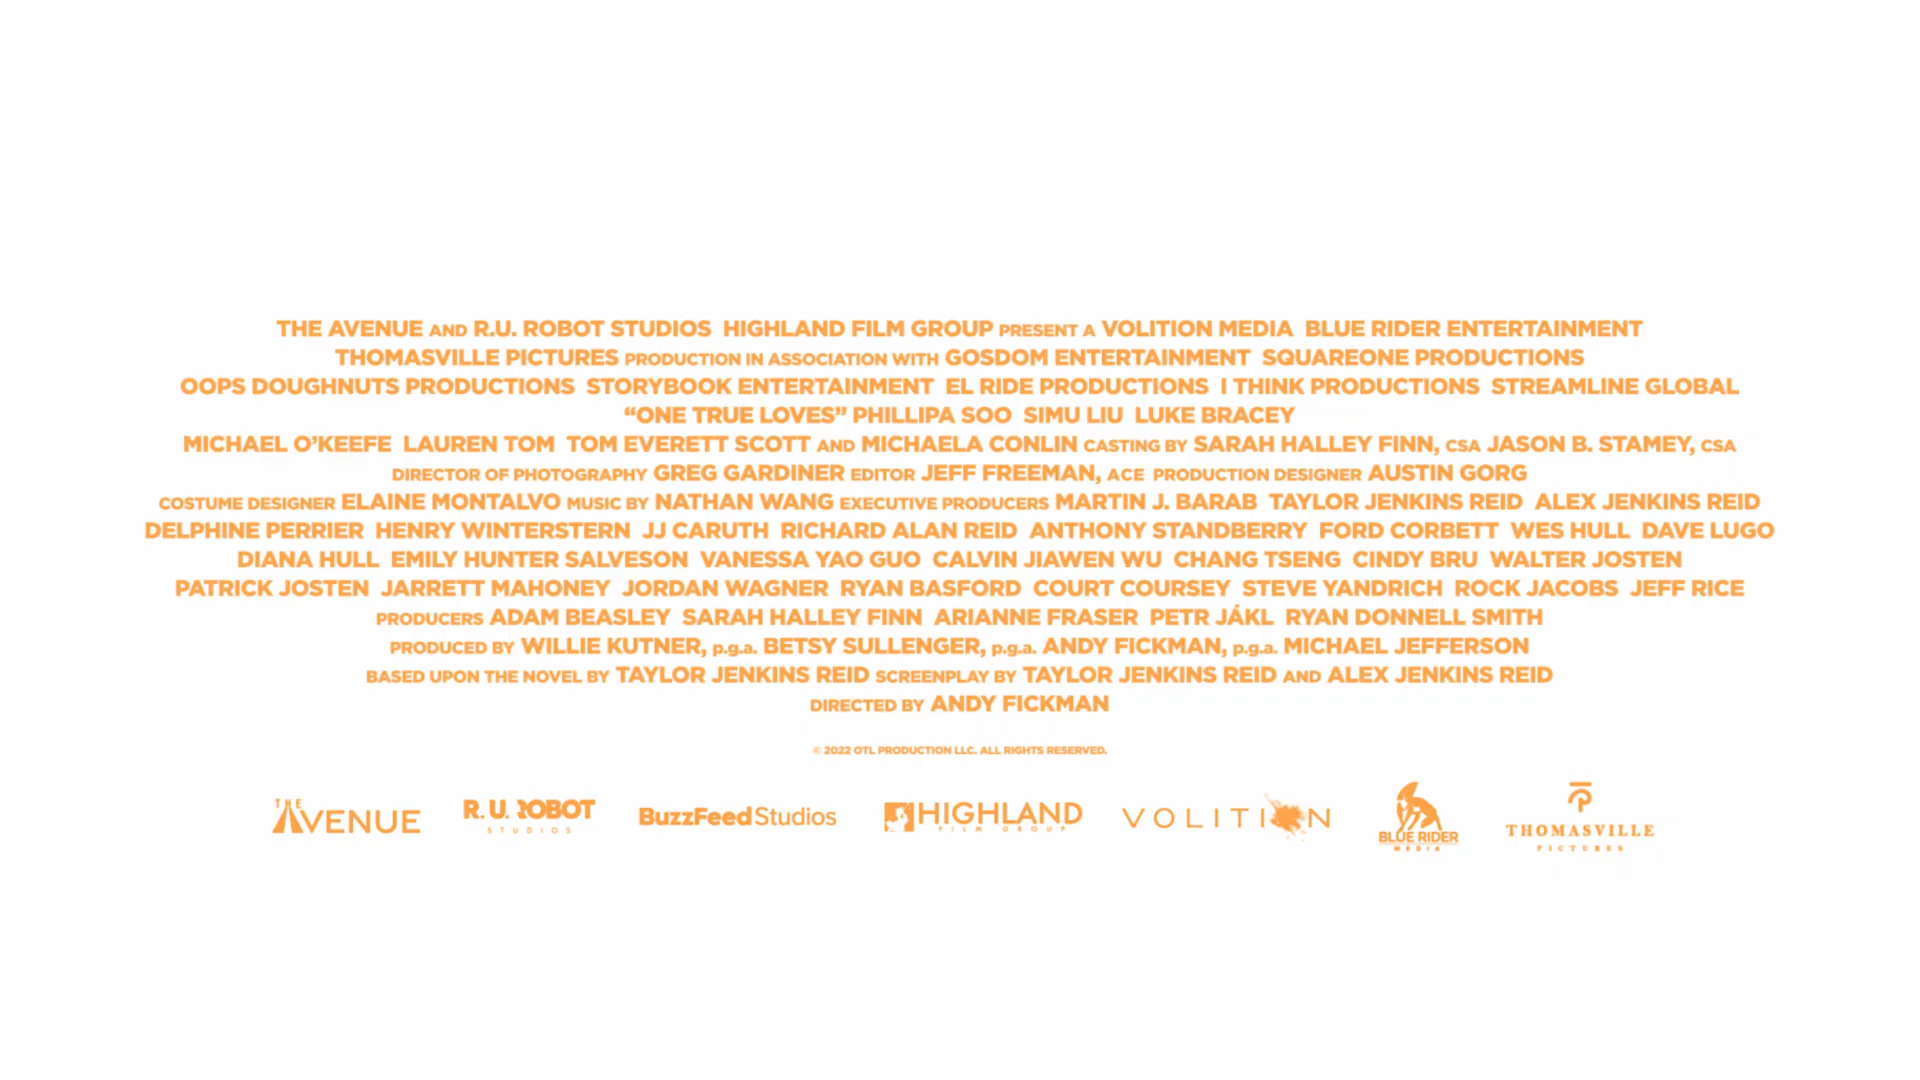 THE AVENUE AND R.U. ROBOT STUDIOS HIGHLAND FILM GROUP PRESENT A VOLITION MEDIA BLUE RIDER ENTERTAINMENT
THOMASVILLE PICTURES PRODUCTION IN ASSOCIATION WITH GOSDOM ENTERTAINMENT SQUAREONE PRODUCTIONS
OOPS DOUGHNUTS PRODUCTIONS STORYBOOK ENTERTAINMENT EL RIDE PRODUCTIONS I THINK PRODUCTIONS STREAMLINE GLOBAL
“ONE TRUE LOVES” PHILLIPA SOO SIMU LIU LUKE BRACEY
MICHAEL O’KEEFE LAUREN TOM TOM EVERETT SCOTT AND MICHAELA CONLIN CASTING BY SARAH HALLEY FINN, CSA JASON B. STAMEY, CSA
DIRECTOR OF PHOTOGRAPHY GREG GARDINER EDITOR JEFF FREEMAN, ACE PRODUCTION DESIGNER AUSTIN GORG
COSTUME DESIGNER ELAINE MONTALVO MUSIC BY NATHAN WANG EXECUTIVE PRODUCERS MARTIN J. BARAB TAYLOR JENKINS REID ALEX JENKINS REID
DELPHINE PERRIER HENRY WINTERSTERN JJ CARUTH RICHARD ALAN REID ANTHONY STANDBERRY FORD CORBETT WES HULL DAVE LUGO
DIANA HULL EMILY HUNTER SALVESON VANESSA YAO GUO CALVIN JIAWEN WU CHANG TSENG CINDY BRU WALTER JOSTEN
PATRICK JOSTEN JARRETT MAHONEY JORDAN WAGNER RYAN BASFORD COURT COURSEY STEVE YANDRICH ROCK JACOBS JEFF RICE
PRODUCERS ADAM BEASLEY SARAH HALLEY FINN ARIANNE FRASER PETR JÁKL RYAN DONNELL SMITH
PRODUCED BY WILLIE KUTNER, p.g.a. BETSY SULLENGER, p.g.a. ANDY FICKMAN, p.g.a. MICHAEL JEFFERSON
BASED UPON THE NOVEL BY TAYLOR JENKINS REID SCREENPLAY BY TAYLOR JENKINS REID AND ALEX JENKINS REID
DIRECTED BY ANDY FICKMAN
© 2022 OTL PRODUCTION LLC. ALL RIGHTS RESERVED.
THE AVENUE
R.U. ROBOT STUDIOS
BuzzFeed Studios
HIGHLAND FILM GROUP
VOLITION
BLUE RIDER MEDIA
THOMASVILLE PICTURES